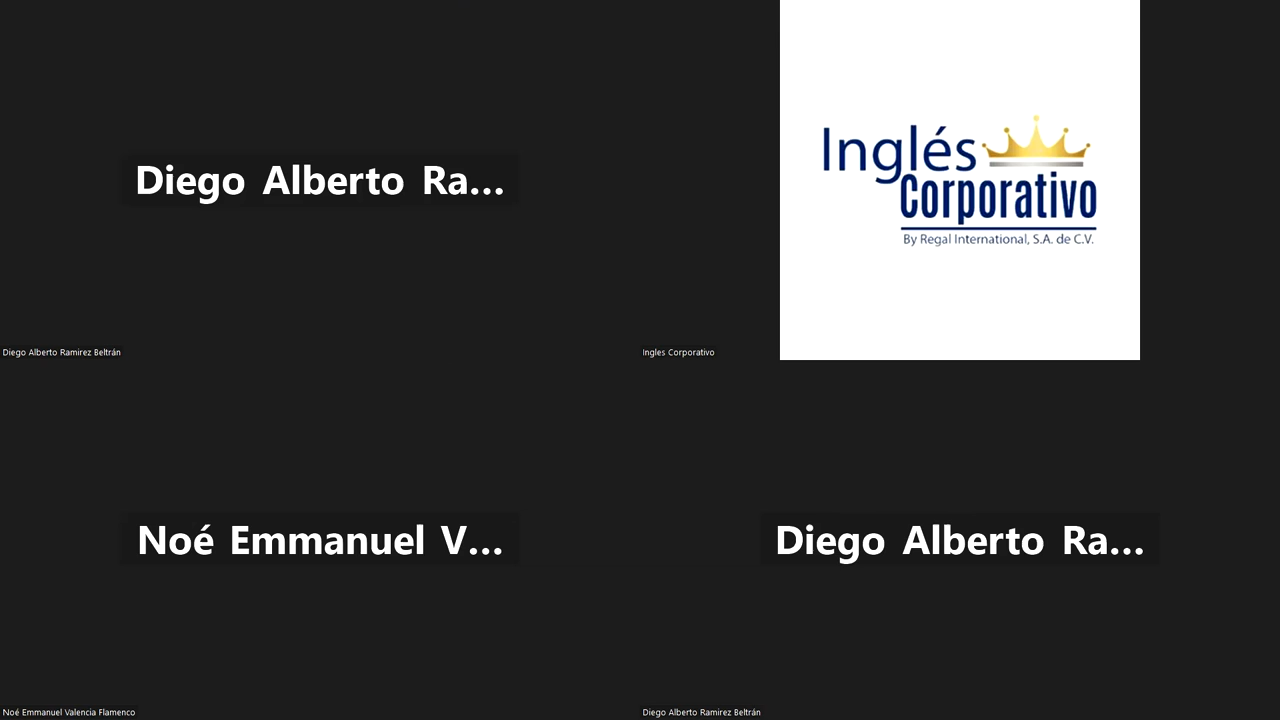 Diego Alberto Ra...
Diego Alberto Ramirez Beltrán
Inglés
Corporativo
By Regal International, S.A. de C.V.
Ingles Corporativo
Noé Emmanuel V...
Noé Emmanuel Valencia Flamenco
Diego Alberto Ra...
Diego Alberto Ramirez Beltrán